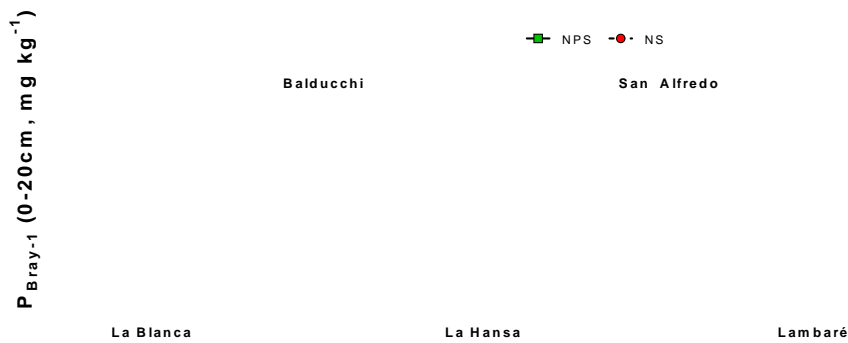 P Bray-1 (0-20cm, mg kg-1)
NPS NS
Balducchi San Alfredo
La Blanca La Hansa Lambaré